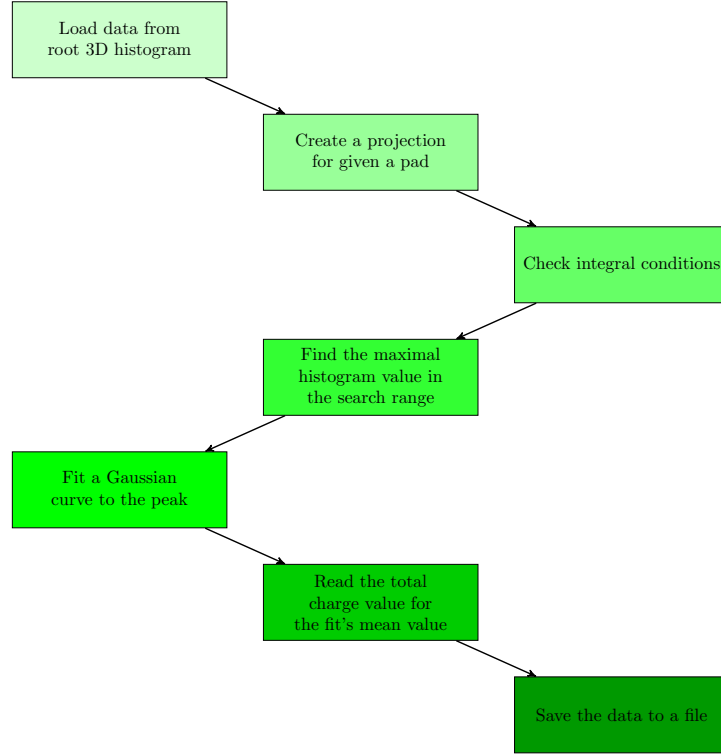 Load data from
root 3D histogram
Create a projection
for given a pad
Check integral conditions
Find the maximal
histogram value in
the search range
Fit a Gaussian
curve to the peak
Read the total
charge value for
the fit's mean value
Save the data to a file